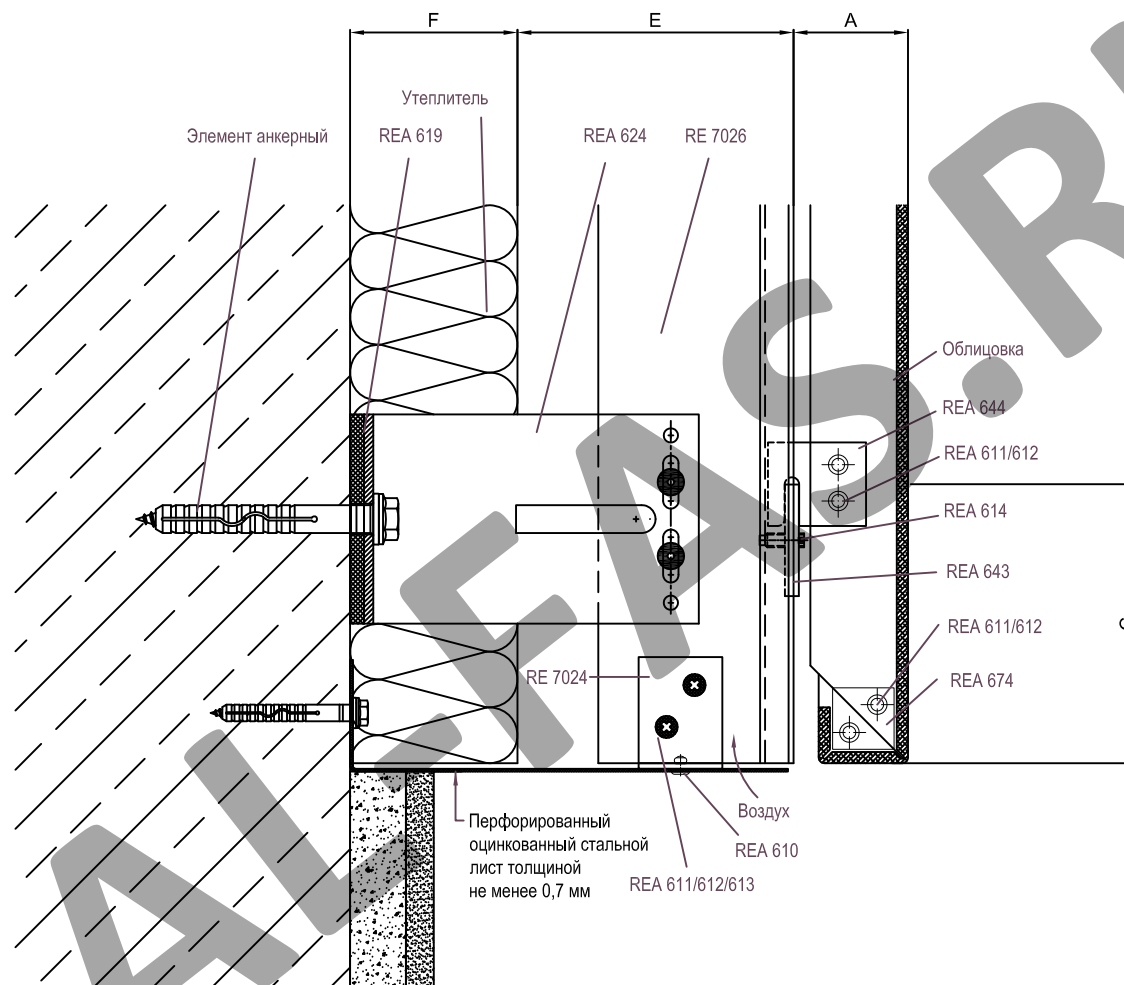 F
E
A
Утеплитель
Элемент анкерный
REA 619
REA 624
RE 7026
Облицовка
REA 644
REA 611/612
REA 614
REA 643
REA 611/612
REA 674
RE 7024
Воздух
REA 610
REA 611/612/613
Перфорированный
оцинкованный стальной
лист толщиной
не менее 0,7 мм